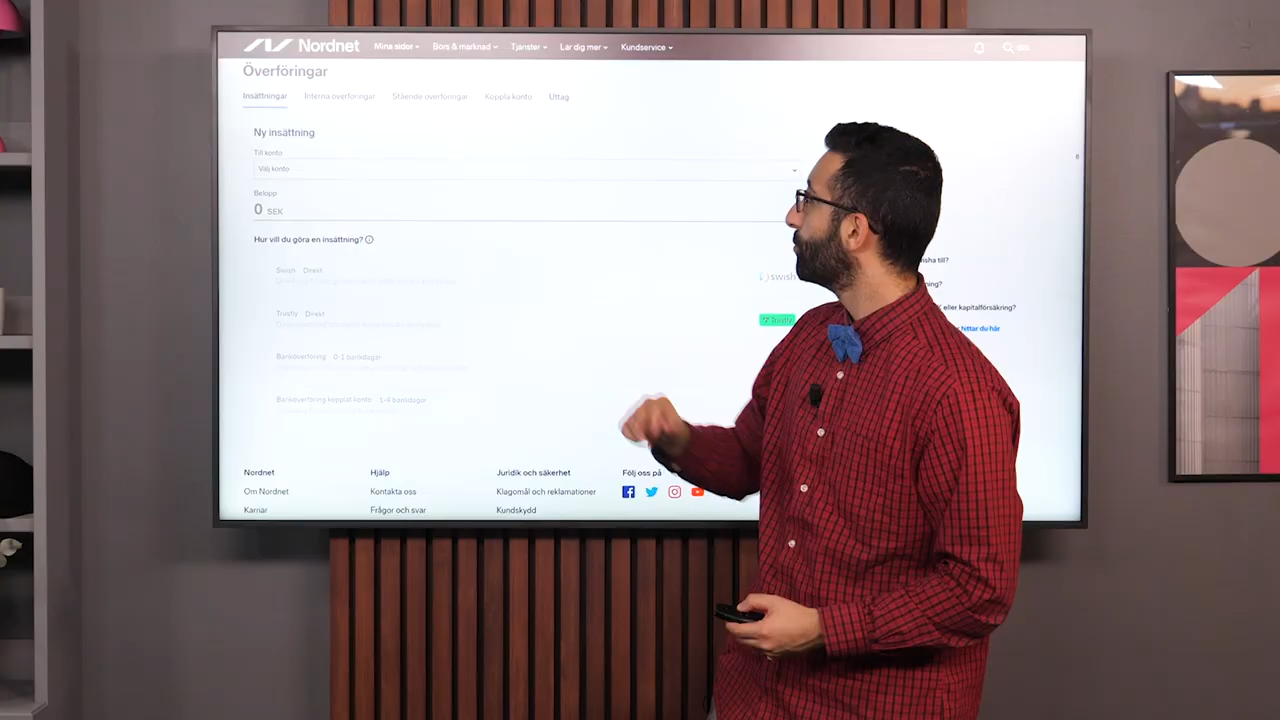 Nordnet
Mina sidor
Börs & marknad
Tjänster
Lär dig mer
Kundservice
Överföringar
Insättningar
Interna överföringar
Stående överföringar
Koppla konto
Uttag
Ny insättning
Till konto
Välj konto
Belopp
0 SEK
Hur vill du göra en insättning?
Swish Direkt
swish
Trustly Direkt
Banköverföring 0-1 bankdagar
Banköverföring kopplat konto 1-4 bankdagar
isha till?
ning?
K eller kapitalförsäkring?
hittar du här
Nordnet
Om Nordnet
Karriär
Hjälp
Kontakta oss
Frågor och svar
Juridik och säkerhet
Klagomål och reklamationer
Kundskydd
Följ oss på